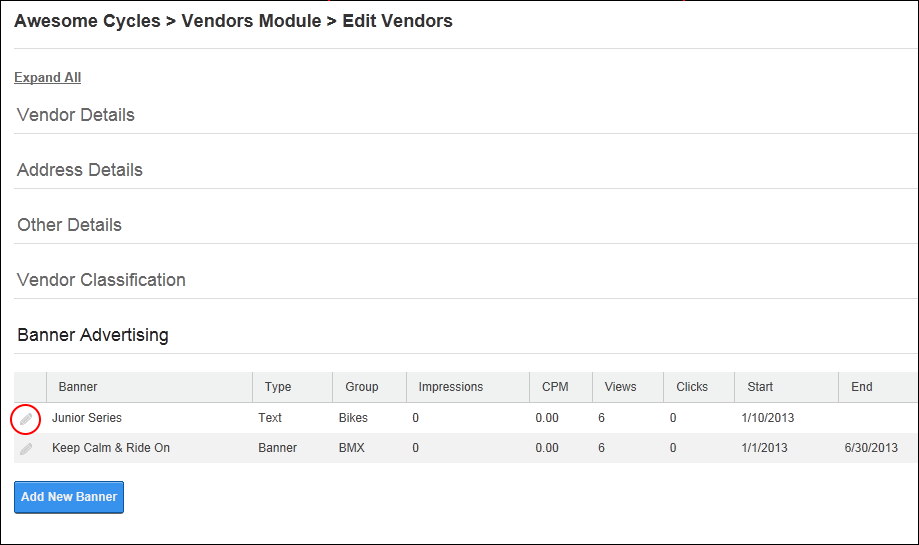 Awesome Cycles > Vendors Module > Edit Vendors
Expand All
Vendor Details
Address Details
Other Details
Vendor Classification
Banner Advertising
Banner Type Group Impressions CPM Views Clicks Start End
Junior Series Text Bikes 0 0.00 6 0 1/10/2013
Keep Calm & Ride On Banner BMX 0 0.00 6 0 1/1/2013 6/30/2013
Add New Banner